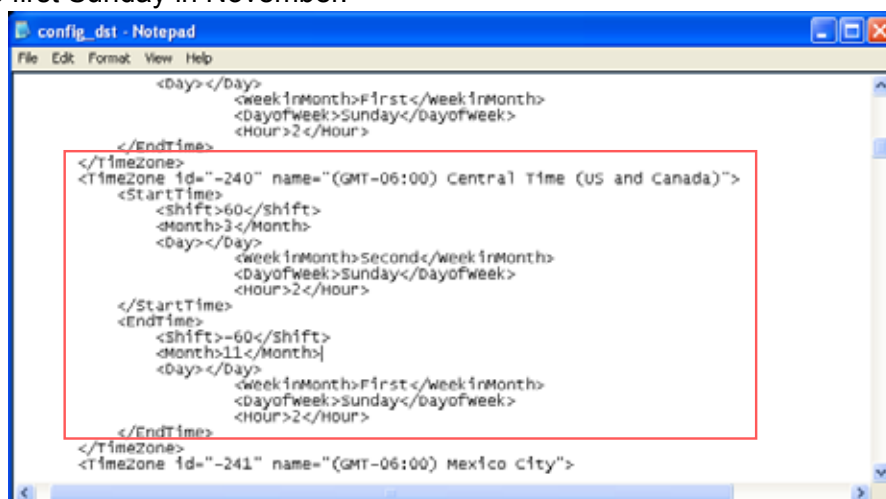 first Sunday in November.
config_dst - Notepad
File Edit Format View Help
<Day></Day>
<WeekinMonth>First</WeekinMonth>
<DayofWeek>Sunday</DayofWeek>
<Hour>2</Hour>
</EndTime>
</TimeZone>
<TimeZone id="-240" name="(GMT-06:00) Central Time (US and Canada)">
<StartTime>
<Shift>60</Shift>
<Month>3</Month>
<Day></Day>
<WeekinMonth>Second</WeekinMonth>
<DayofWeek>Sunday</DayofWeek>
<Hour>2</Hour>
</StartTime>
<EndTime>
<Shift>-60</Shift>
<Month>11</Month>
<Day></Day>
<WeekinMonth>First</WeekinMonth>
<DayofWeek>Sunday</DayofWeek>
<Hour>2</Hour>
</EndTime>
</TimeZone>
<TimeZone id="-241" name="(GMT-06:00) Mexico City">